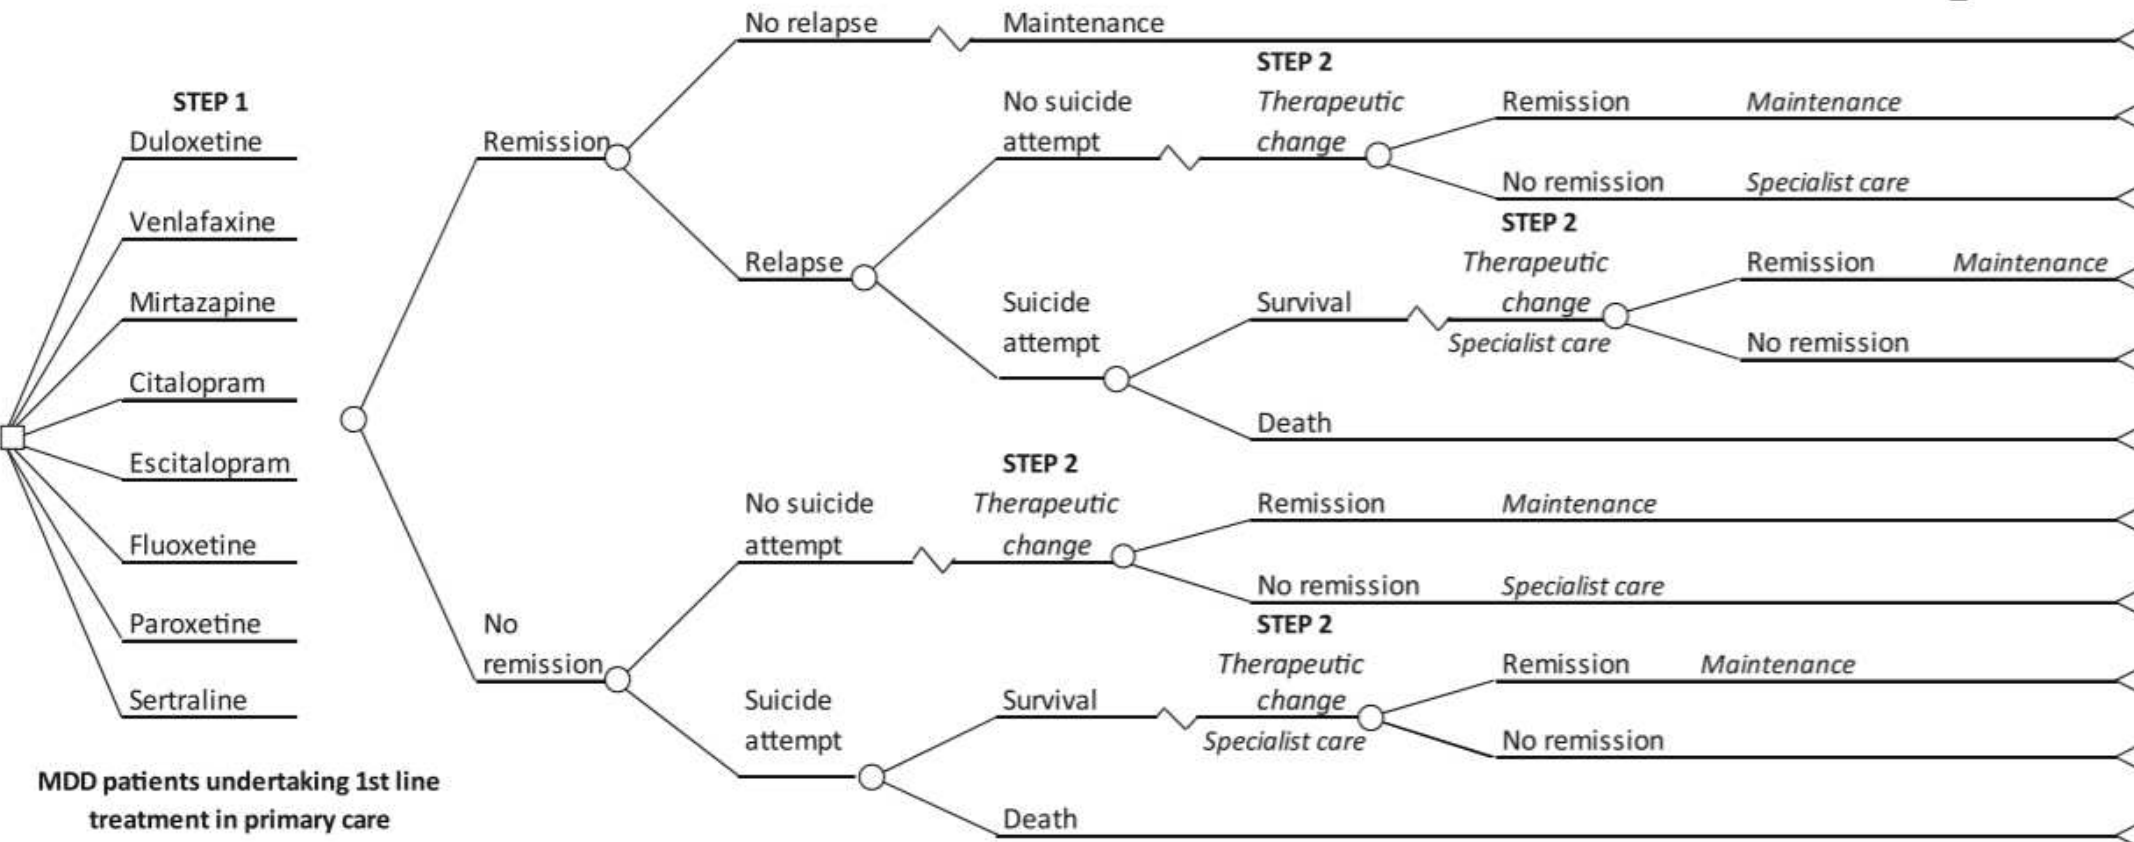 No relapse
Maintenance
STEP 2
STEP 1
No suicide
attempt
Therapeutic
change
Remission
Maintenance
Duloxetine
Remission
No remission
Specialist care
Venlafaxine
STEP 2
Relapse
Therapeutic
change
Specialist care
Remission
Maintenance
Mirtazapine
Suicide
attempt
Survival
No remission
Citalopram
Death
Escitalopram
STEP 2
No suicide
attempt
Therapeutic
change
Remission
Maintenance
Fluoxetine
No remission
Specialist care
Paroxetine
No
remission
STEP 2
Therapeutic
change
Specialist care
Remission
Maintenance
Sertraline
Suicide
attempt
Survival
No remission
MDD patients undertaking 1st line
treatment in primary care
Death